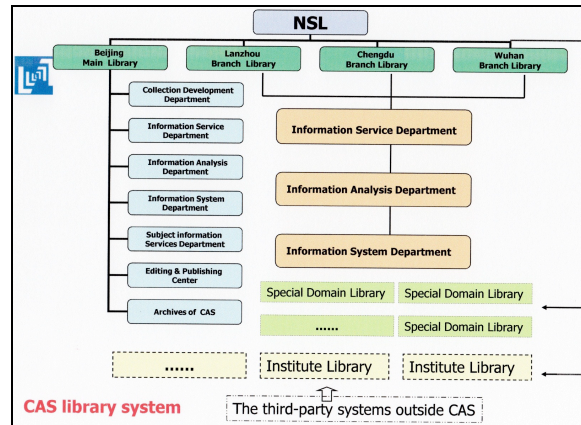 NSL
Beijing
Main Library
Lanzhou
Branch Library
Chengdu
Branch Library
Wuhan
Branch Library
Collection Development
Department
Information Service
Department
Information Analysis
Department
Information System
Department
Subject information
Services Department
Editing & Publishing
Center
Archives of CAS
Information Service Department
Information Analysis Department
Information System Department
Special Domain Library
Special Domain Library
......
Special Domain Library
......
Institute Library
Institute Library
CAS library system
The third-party systems outside CAS